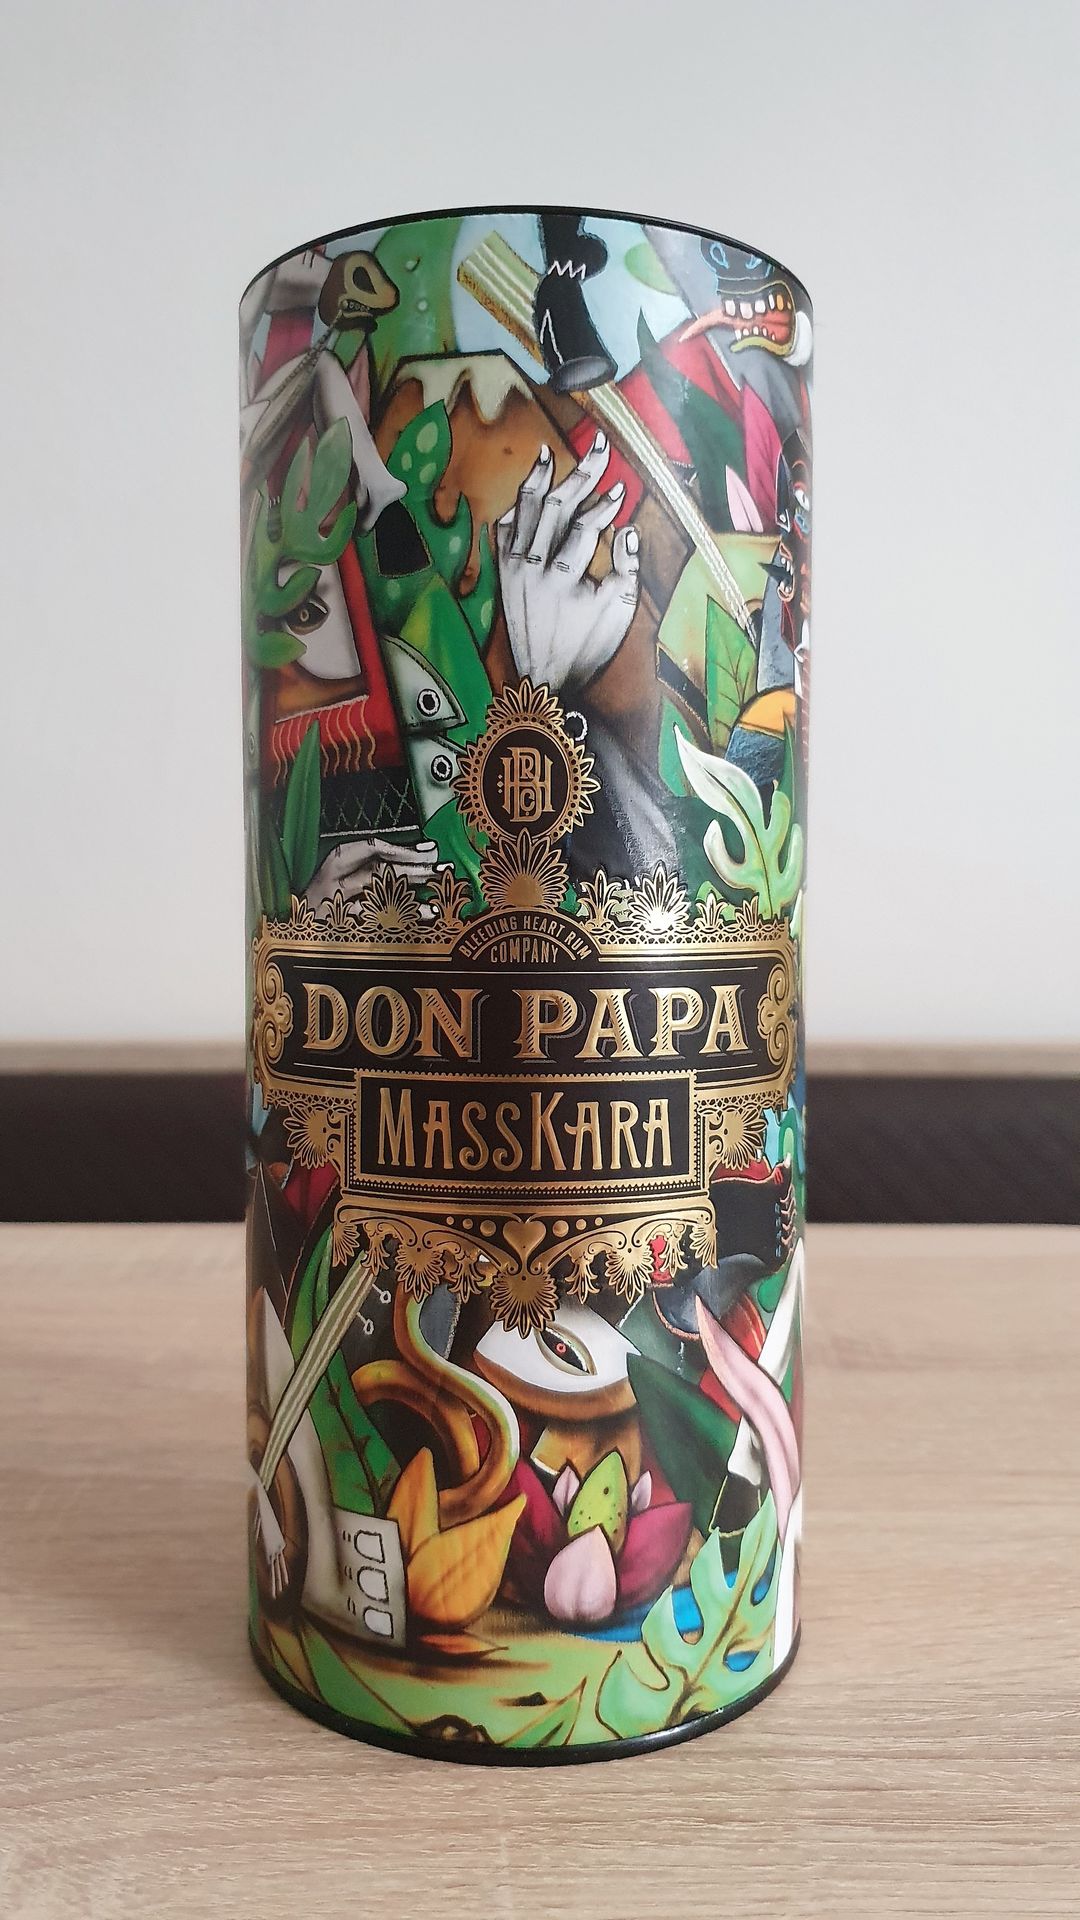 BLEEDING HEART RUM
COMPANY
DON PAPA
MASSKARA